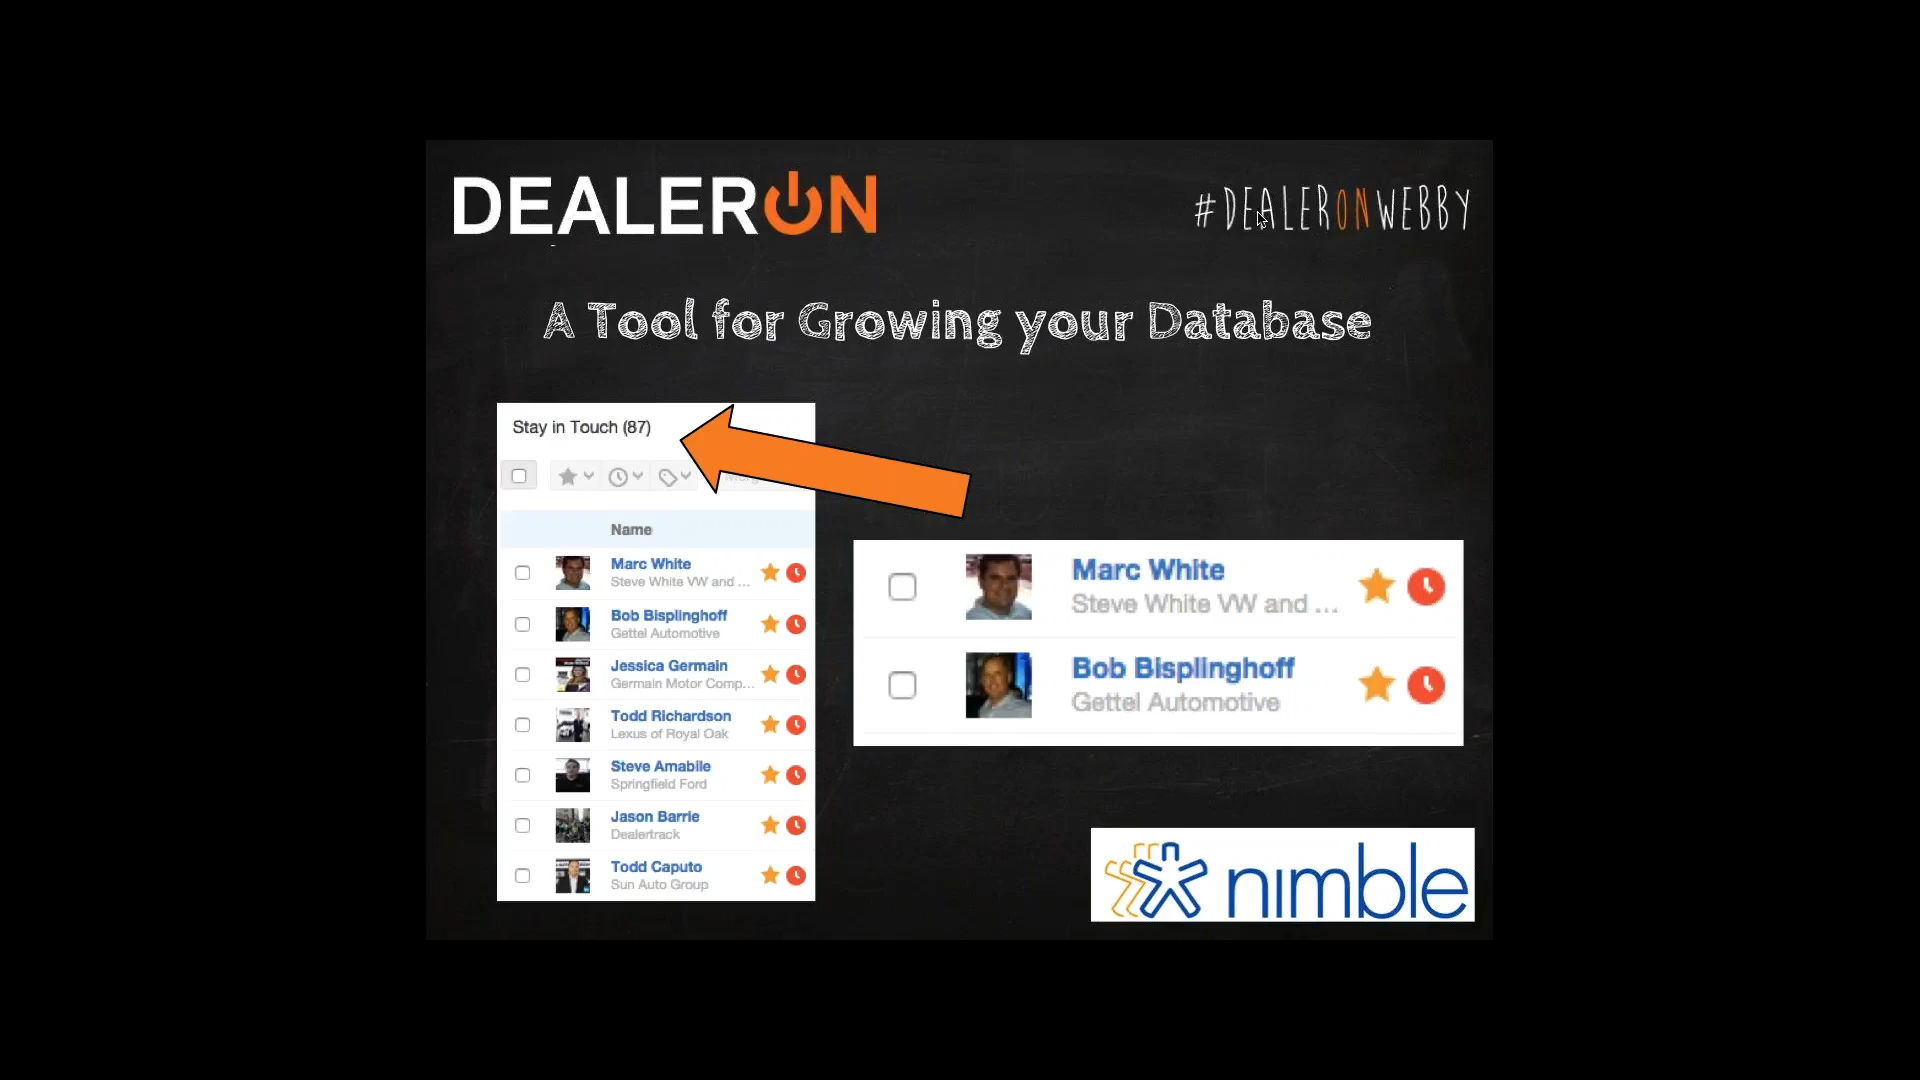 DEALERON
#DEALERONWEBBY
A Tool for Growing your Database
Stay in Touch (87)
Name
Marc White
Steve White VW and ...
Bob Bisplinghoff
Gettel Automotive
Jessica Germain
Germain Motor Comp...
Todd Richardson
Lexus of Royal Oak
Steve Amabile
Springfield Ford
Jason Barrie
Dealertrack
Todd Caputo
Sun Auto Group
Marc White
Steve White VW and ...
Bob Bisplinghoff
Gettel Automotive
nimble